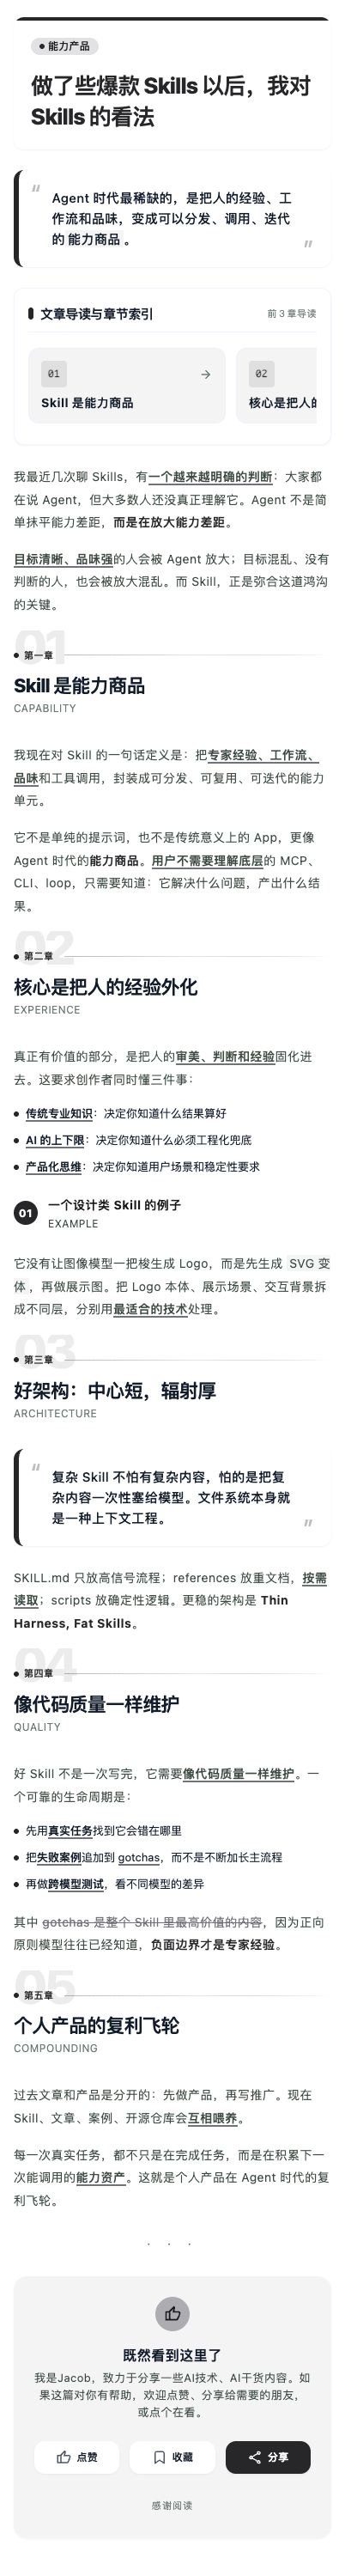 能力产品
做了些爆款 Skills 以后，我对
Skills 的看法
“
Agent 时代最稀缺的，是把人的经验、工
作流和品味，变成可以分发、调用、迭代
的 能力商品 。
”
文章导读与章节索引
前 3 章导读
01
→
Skill 是能力商品
02
核心是把人的
我最近几次聊 Skills，有一个越来越明确的判断：大家都
在说 Agent，但大多数人还没真正理解它。Agent 不是简
单抹平能力差距，而是在放大能力差距。
目标清晰、品味强的人会被 Agent 放大；目标混乱、没有
判断的人，也会被放大混乱。而 Skill，正是弥合这道鸿沟
的关键。
01
第一章
Skill 是能力商品
CAPABILITY
我现在对 Skill 的一句话定义是：把专家经验、工作流、
品味和工具调用，封装成可分发、可复用、可迭代的能力
单元。
它不是单纯的提示词，也不是传统意义上的 App，更像
Agent 时代的能力商品。用户不需要理解底层的 MCP、
CLI、loop，只需要知道：它解决什么问题，产出什么结
果。
02
第二章
核心是把人的经验外化
EXPERIENCE
真正有价值的部分，是把人的审美、判断和经验固化进
去。这要求创作者同时懂三件事：
传统专业知识：决定你知道什么结果算好
AI 的上下限：决定你知道什么必须工程化兜底
产品化思维：决定你知道用户场景和稳定性要求
01
一个设计类 Skill 的例子
EXAMPLE
它没有让图像模型一把梭生成 Logo，而是先生成 SVG 变
体 ，再做展示图。把 Logo 本体、展示场景、交互背景拆
成不同层，分别用最适合的技术处理。
03
第三章
好架构：中心短，辐射厚
ARCHITECTURE
“
复杂 Skill 不怕有复杂内容，怕的是把复
杂内容一次性塞给模型。文件系统本身就
是一种上下文工程。
”
SKILL.md 只放高信号流程；references 放重文档，按需
读取；scripts 放确定性逻辑。更稳的架构是 Thin
Harness, Fat Skills。
04
第四章
像代码质量一样维护
QUALITY
好 Skill 不是一次写完，它需要像代码质量一样维护。一
个可靠的生命周期是：
先用真实任务找到它会错在哪里
把失败案例追加到 gotchas，而不是不断加长主流程
再做跨模型测试，看不同模型的差异
其中 gotchas 是整个 Skill 里最高价值的内容，因为正向
原则模型往往已经知道，负面边界才是专家经验。
05
第五章
个人产品的复利飞轮
COMPOUNDING
过去文章和产品是分开的：先做产品，再写推广。现在
Skill、文章、案例、开源仓库会互相喂养。
每一次真实任务，都不只是在完成任务，而是在积累下一
次能调用的能力资产。这就是个人产品在 Agent 时代的复
利飞轮。
· · ·
既然看到这里了
我是Jacob，致力于分享一些AI技术、AI干货内容。如
果这篇对你有帮助，欢迎点赞、分享给需要的朋友，
或点个在看。
点赞
收藏
分享
感谢阅读